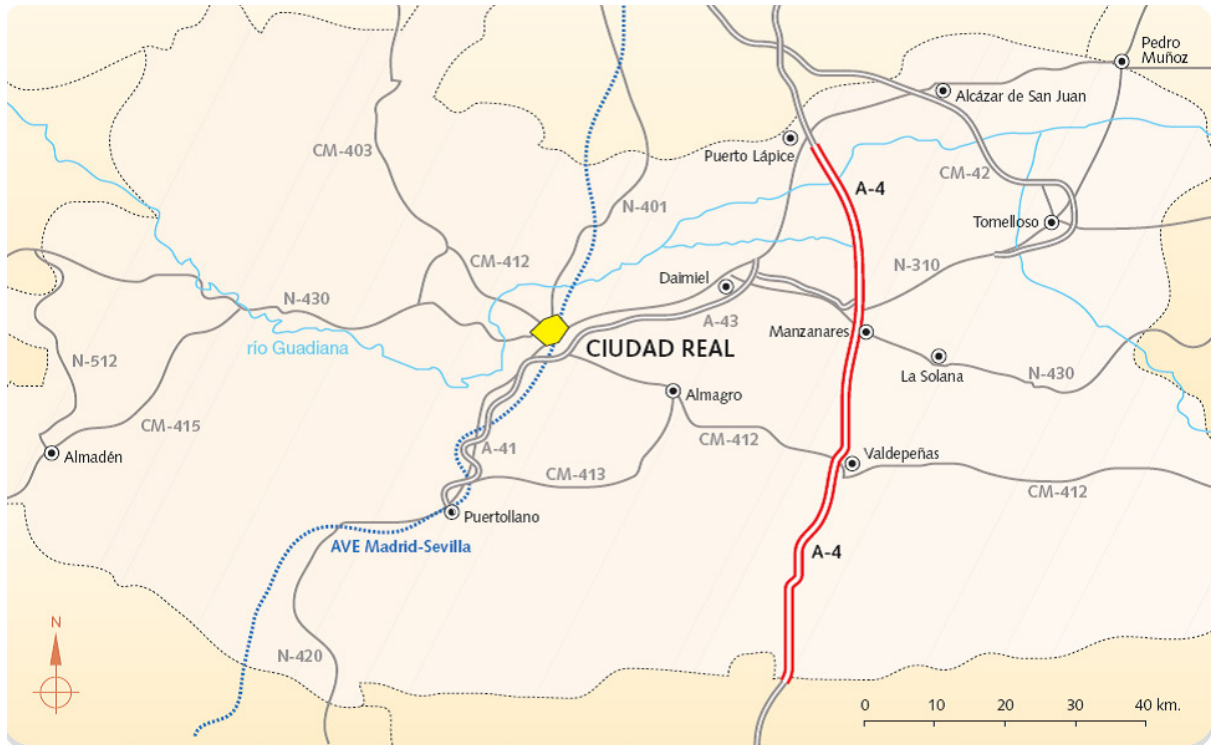 Pedro
Muñoz
Alcázar de San Juan
CM-403
Puerto Lápice
CM-42
A-4
N-401
Tomelloso
CM-412
N-310
Daimiel
N-430
A-43
Manzanares
río Guadiana
CIUDAD REAL
N-512
La Solana
N-430
Almagro
CM-415
CM-412
A-41
Valdepeñas
Almadén
CM-413
CM-412
Puertollano
AVE Madrid-Sevilla
A-4
N
N-420
0 10 20 30 40 km.